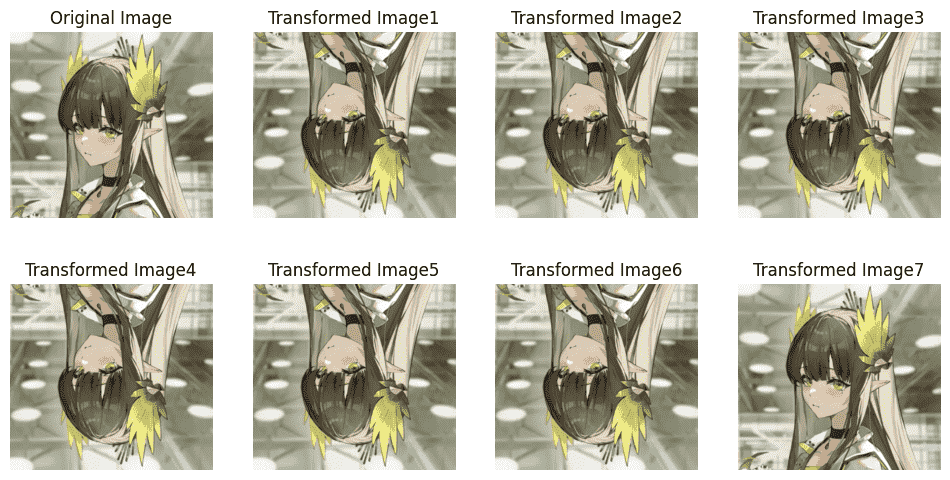 Original Image
Transformed Image1
Transformed Image2
Transformed Image3
Transformed Image4
Transformed Image5
Transformed Image6
Transformed Image7